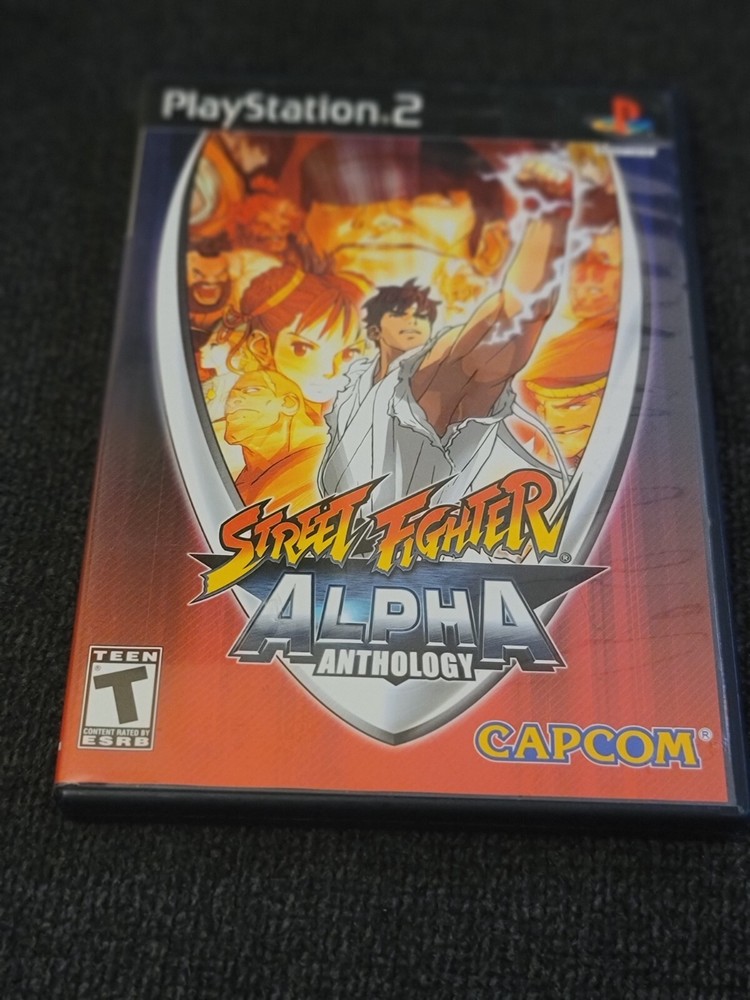 PlayStation.2
STREET FIGHTER®
ALPHA
ANTHOLOGY
TEEN
T
CONTENT RATED BY
ESRB
CAPCOM®